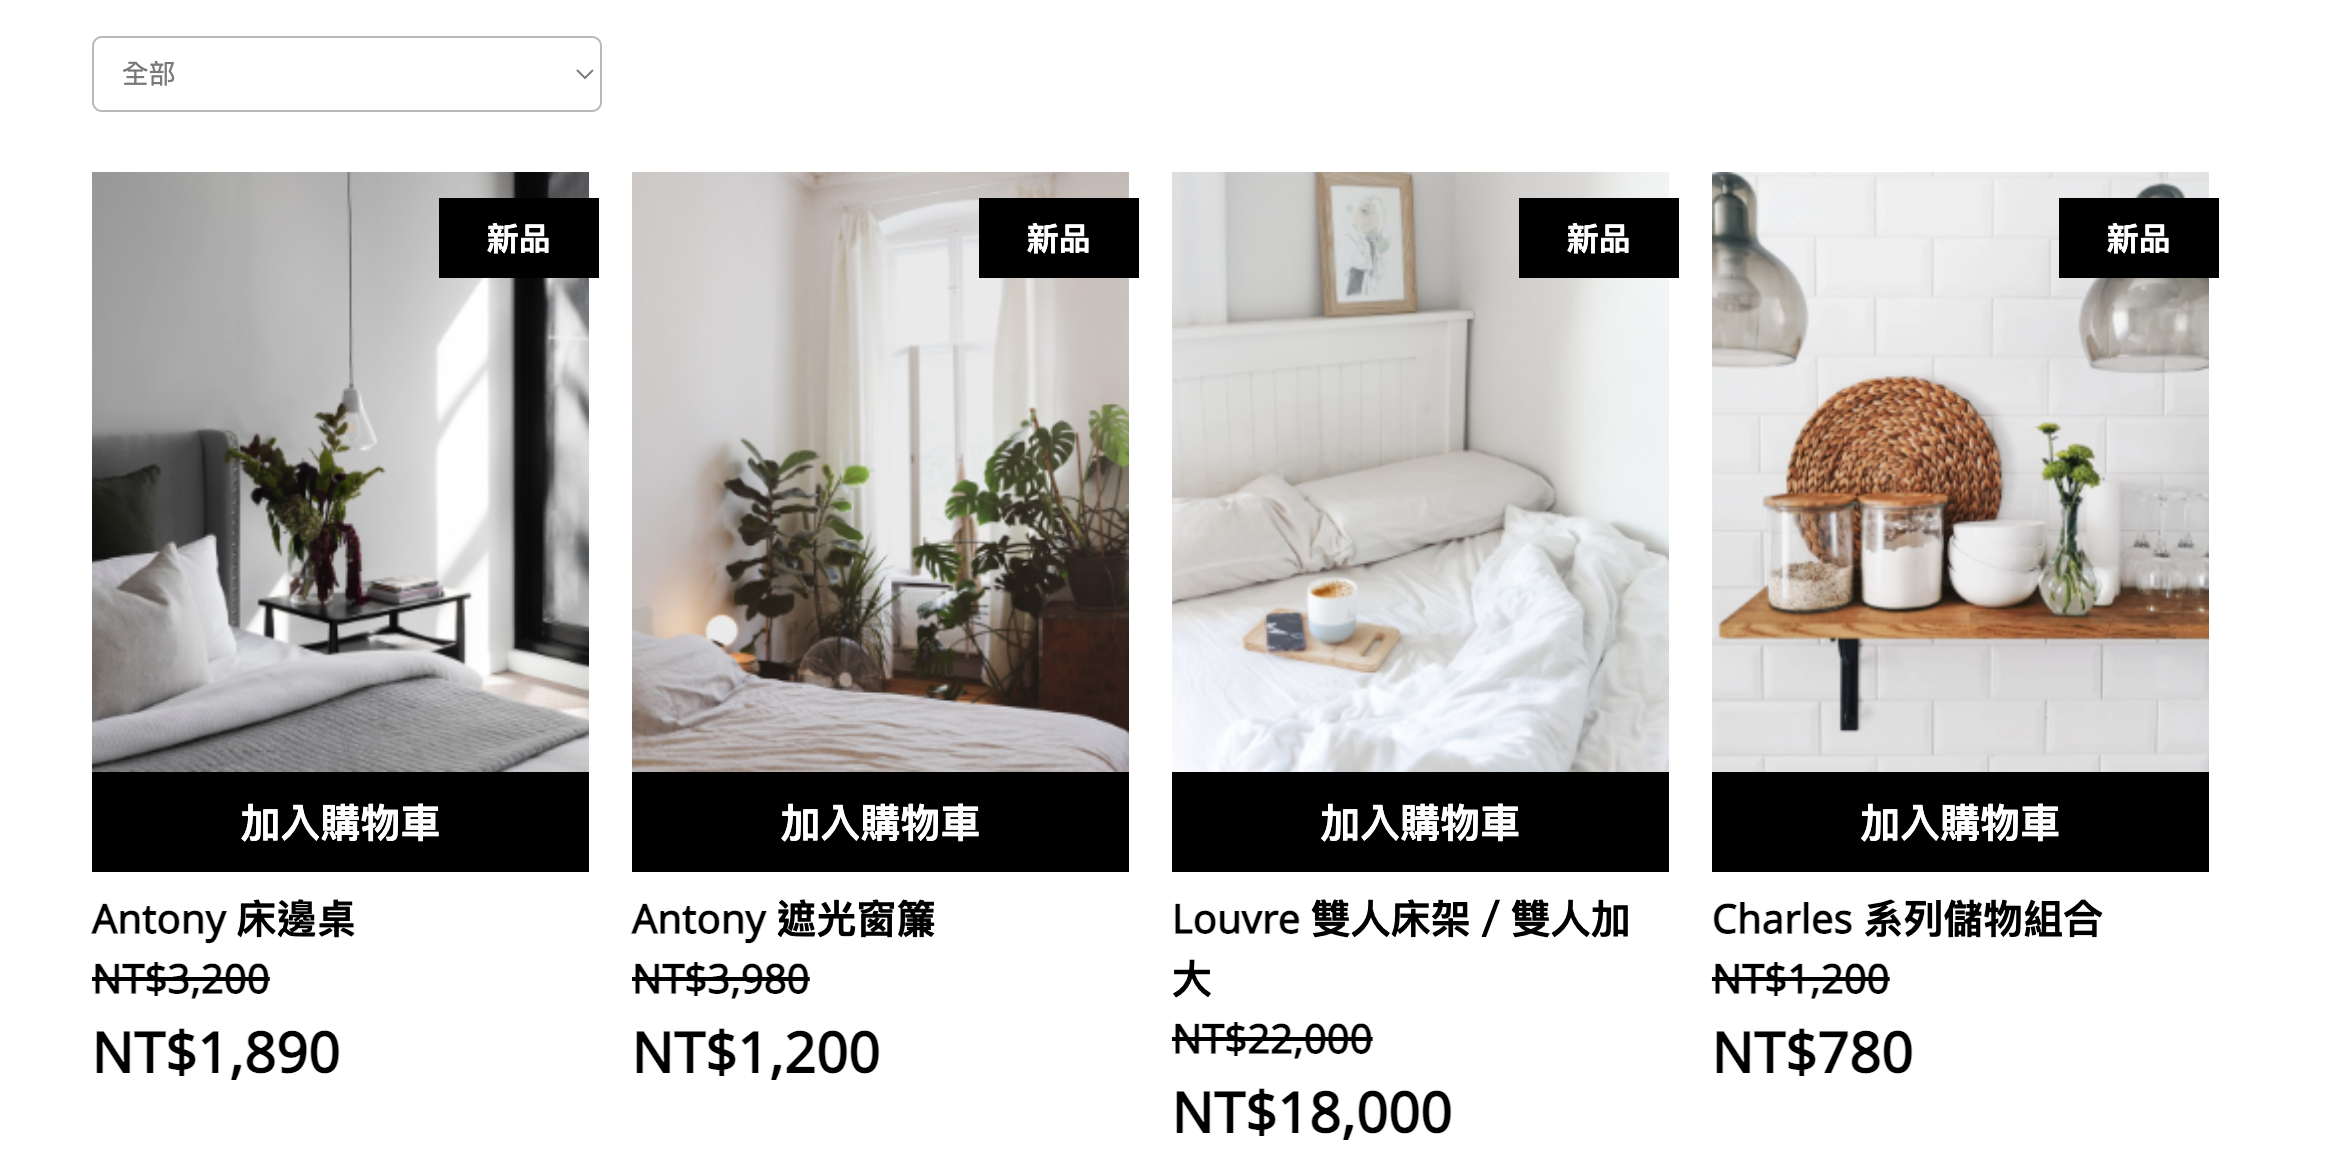 全部
新品
新品
新品
新品
加入購物車
加入購物車
加入購物車
加入購物車
Antony 床邊桌
NT$3,200
NT$1,890
Antony 遮光窗簾
NT$3,980
NT$1,200
Louvre 雙人床架 / 雙人加
大
NT$22,000
NT$18,000
Charles 系列儲物組合
NT$1,200
NT$780